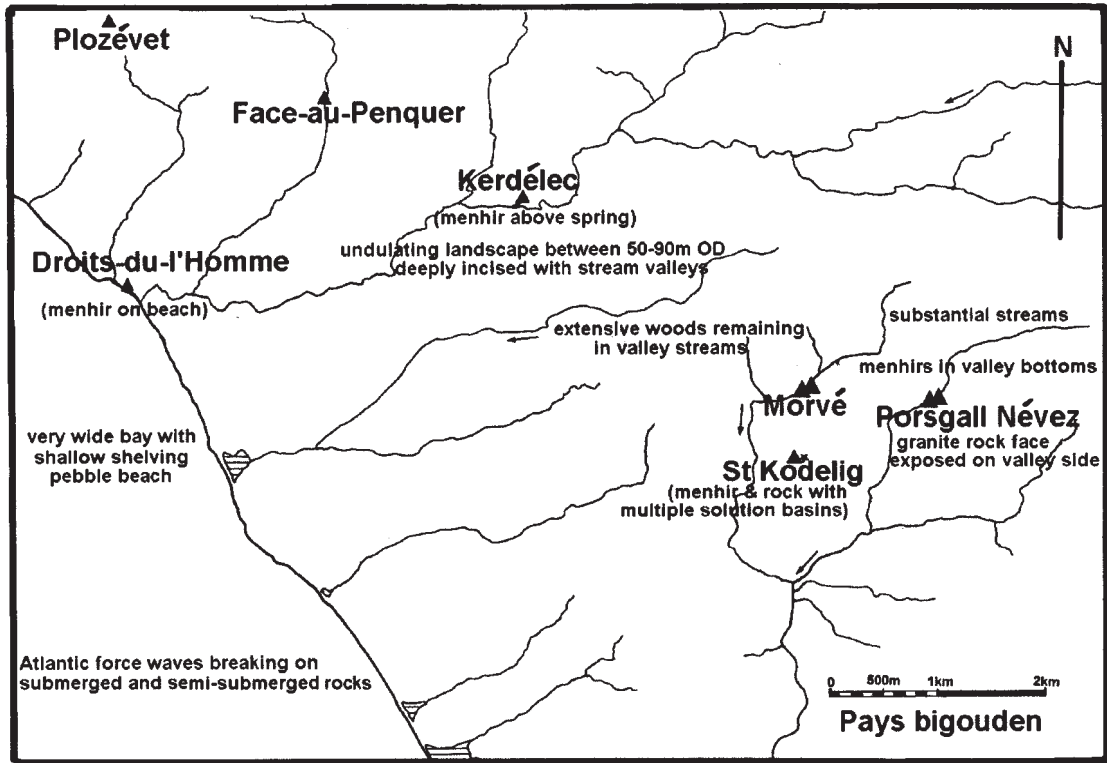 Plozévet
N
Face-au-Penquer
Kerdélec
(menhir above spring)
undulating landscape between 50-90m OD
deeply incised with stream valleys
Droits-du-l'Homme
(menhir on beach)
extensive woods remaining
in valley streams
substantial streams
menhirs in valley bottoms
Morvé
Porsgall Névez
granite rock face
exposed on valley side
very wide bay with
shallow shelving
pebble beach
St Kodelig
(menhir & rock with
multiple solution basins)
Atlantic force waves breaking on
submerged and semi-submerged rocks
0 500m 1km 2km
Pays bigouden